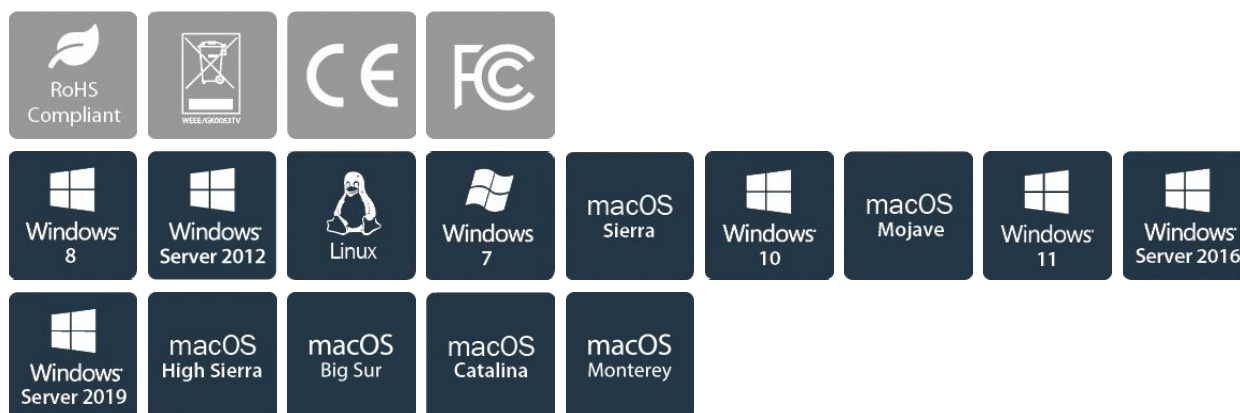 RoHS
Compliant
WEEE/GK0083TV
CE
FC
Windows
8
Windows
Server 2012
Linux
Windows
7
macOS
Sierra
Windows
10
macOS
Mojave
Windows
11
Windows
Server 2016
Windows
Server 2019
macOS
High Sierra
macOS
Big Sur
macOS
Catalina
macOS
Monterey